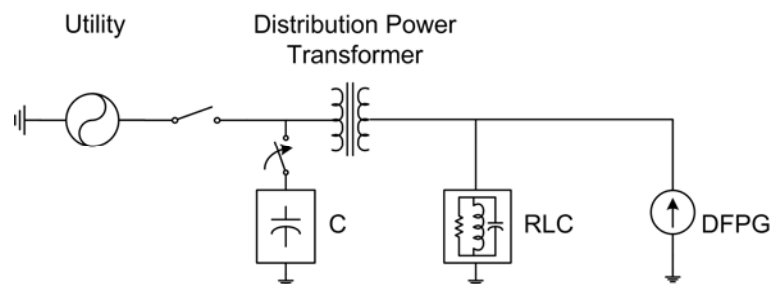 Utility
Distribution Power
Transformer
C
RLC
DFPG